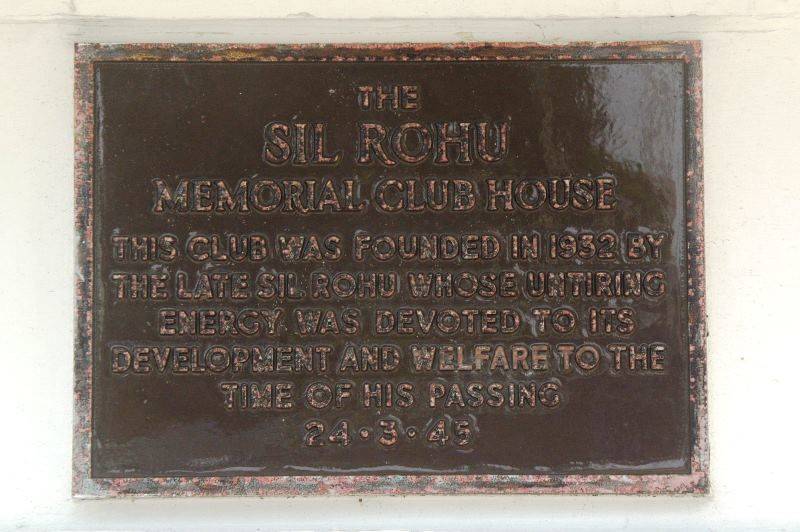 THE
SIL ROHU
MEMORIAL CLUB HOUSE
THIS CLUB WAS FOUNDED IN 1932 BY
THE LATE SIL ROHU WHOSE UNTIRING
ENERGY WAS DEVOTED TO ITS
DEVELOPMENT AND WELFARE TO THE
TIME OF HIS PASSING
24·3·45